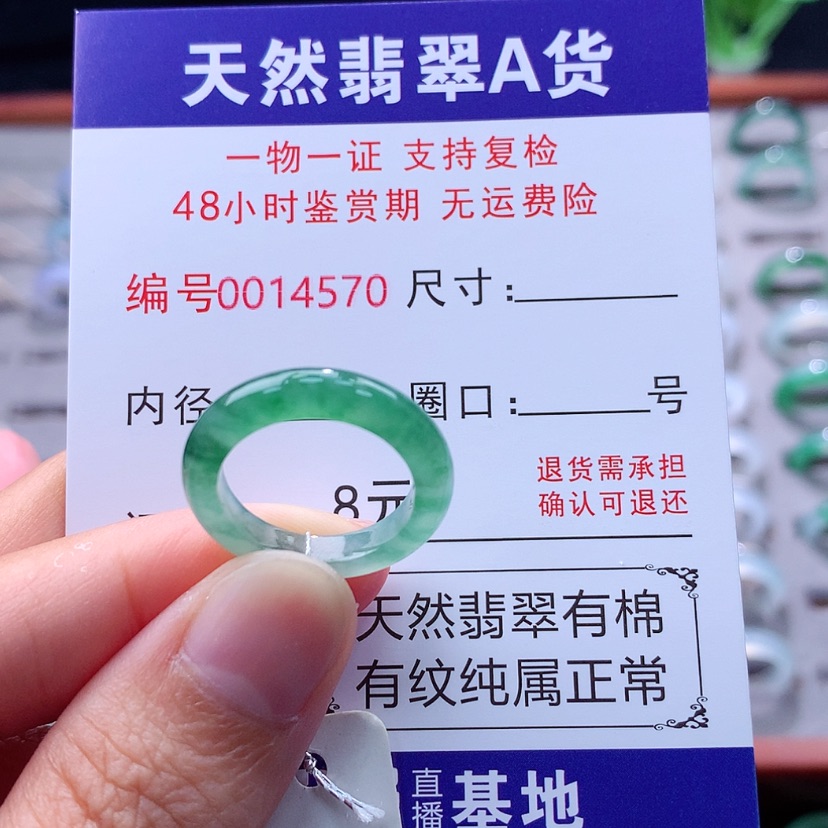 天然翡翠A货
一物一证 支持复检
48小时鉴赏期 无运费险
编号0014570 尺寸:
内径 圈口: 号
8元
退货需承担
确认可退还
天然翡翠有棉
有纹纯属正常
直播 基地